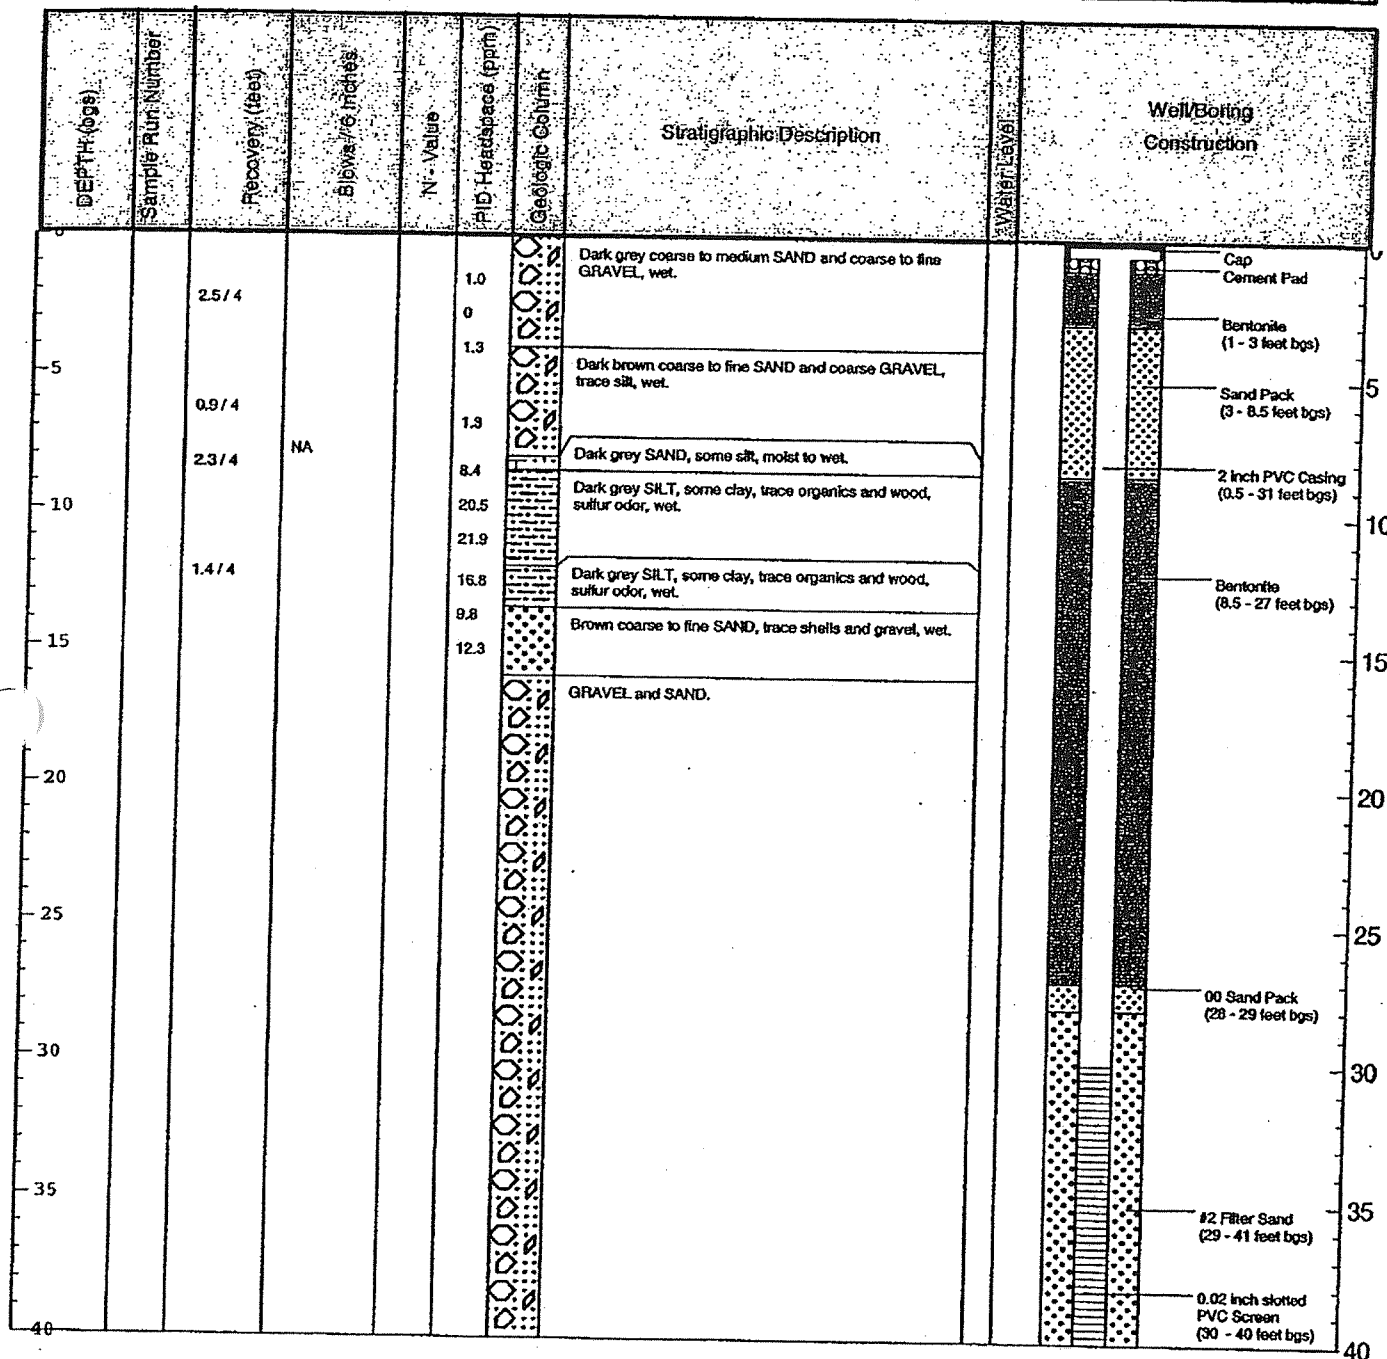 DEPTH (bgs)
Sample Run Number
Recovery (feet)
Blows / 6 Inches
N - Value
PID Headspace (ppm)
Geologic Column
Stratigraphic Description
Water Level
Well/Boring
Construction
0
Dark grey coarse to medium SAND and coarse to fine
GRAVEL, wet.
1.0
2.5 / 4
0
1.3
5
Dark brown coarse to fine SAND and coarse GRAVEL,
trace silt, wet.
0.9 / 4
1.3
NA
2.3 / 4
Dark grey SAND, some silt, moist to wet.
8.4
Dark grey SILT, some clay, trace organics and wood,
sulfur odor, wet.
10
20.5
21.9
1.4 / 4
16.8
Dark grey SILT, some clay, trace organics and wood,
sulfur odor, wet.
9.8
Brown coarse to fine SAND, trace shells and gravel, wet.
15
12.3
GRAVEL and SAND.
20
25
30
35
40
0
Cap
Cement Pad
Bentonite
(1 - 3 feet bgs)
5
Sand Pack
(3 - 8.5 feet bgs)
2 inch PVC Casing
(0.5 - 31 feet bgs)
10
Bentonite
(8.5 - 27 feet bgs)
15
20
25
00 Sand Pack
(28 - 29 feet bgs)
30
35
#2 Filter Sand
(29 - 41 feet bgs)
0.02 inch slotted
PVC Screen
(30 - 40 feet bgs)
40